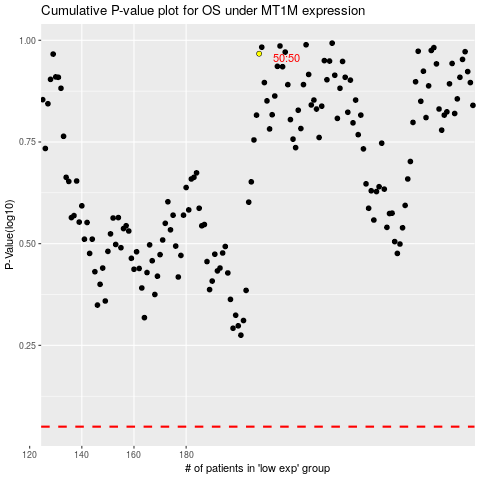 Cumulative P-value plot for OS under MT1M expression
P-Value(log10)
1.00
0.75
0.50
0.25
50:50
120 140 160 180
# of patients in 'low exp' group